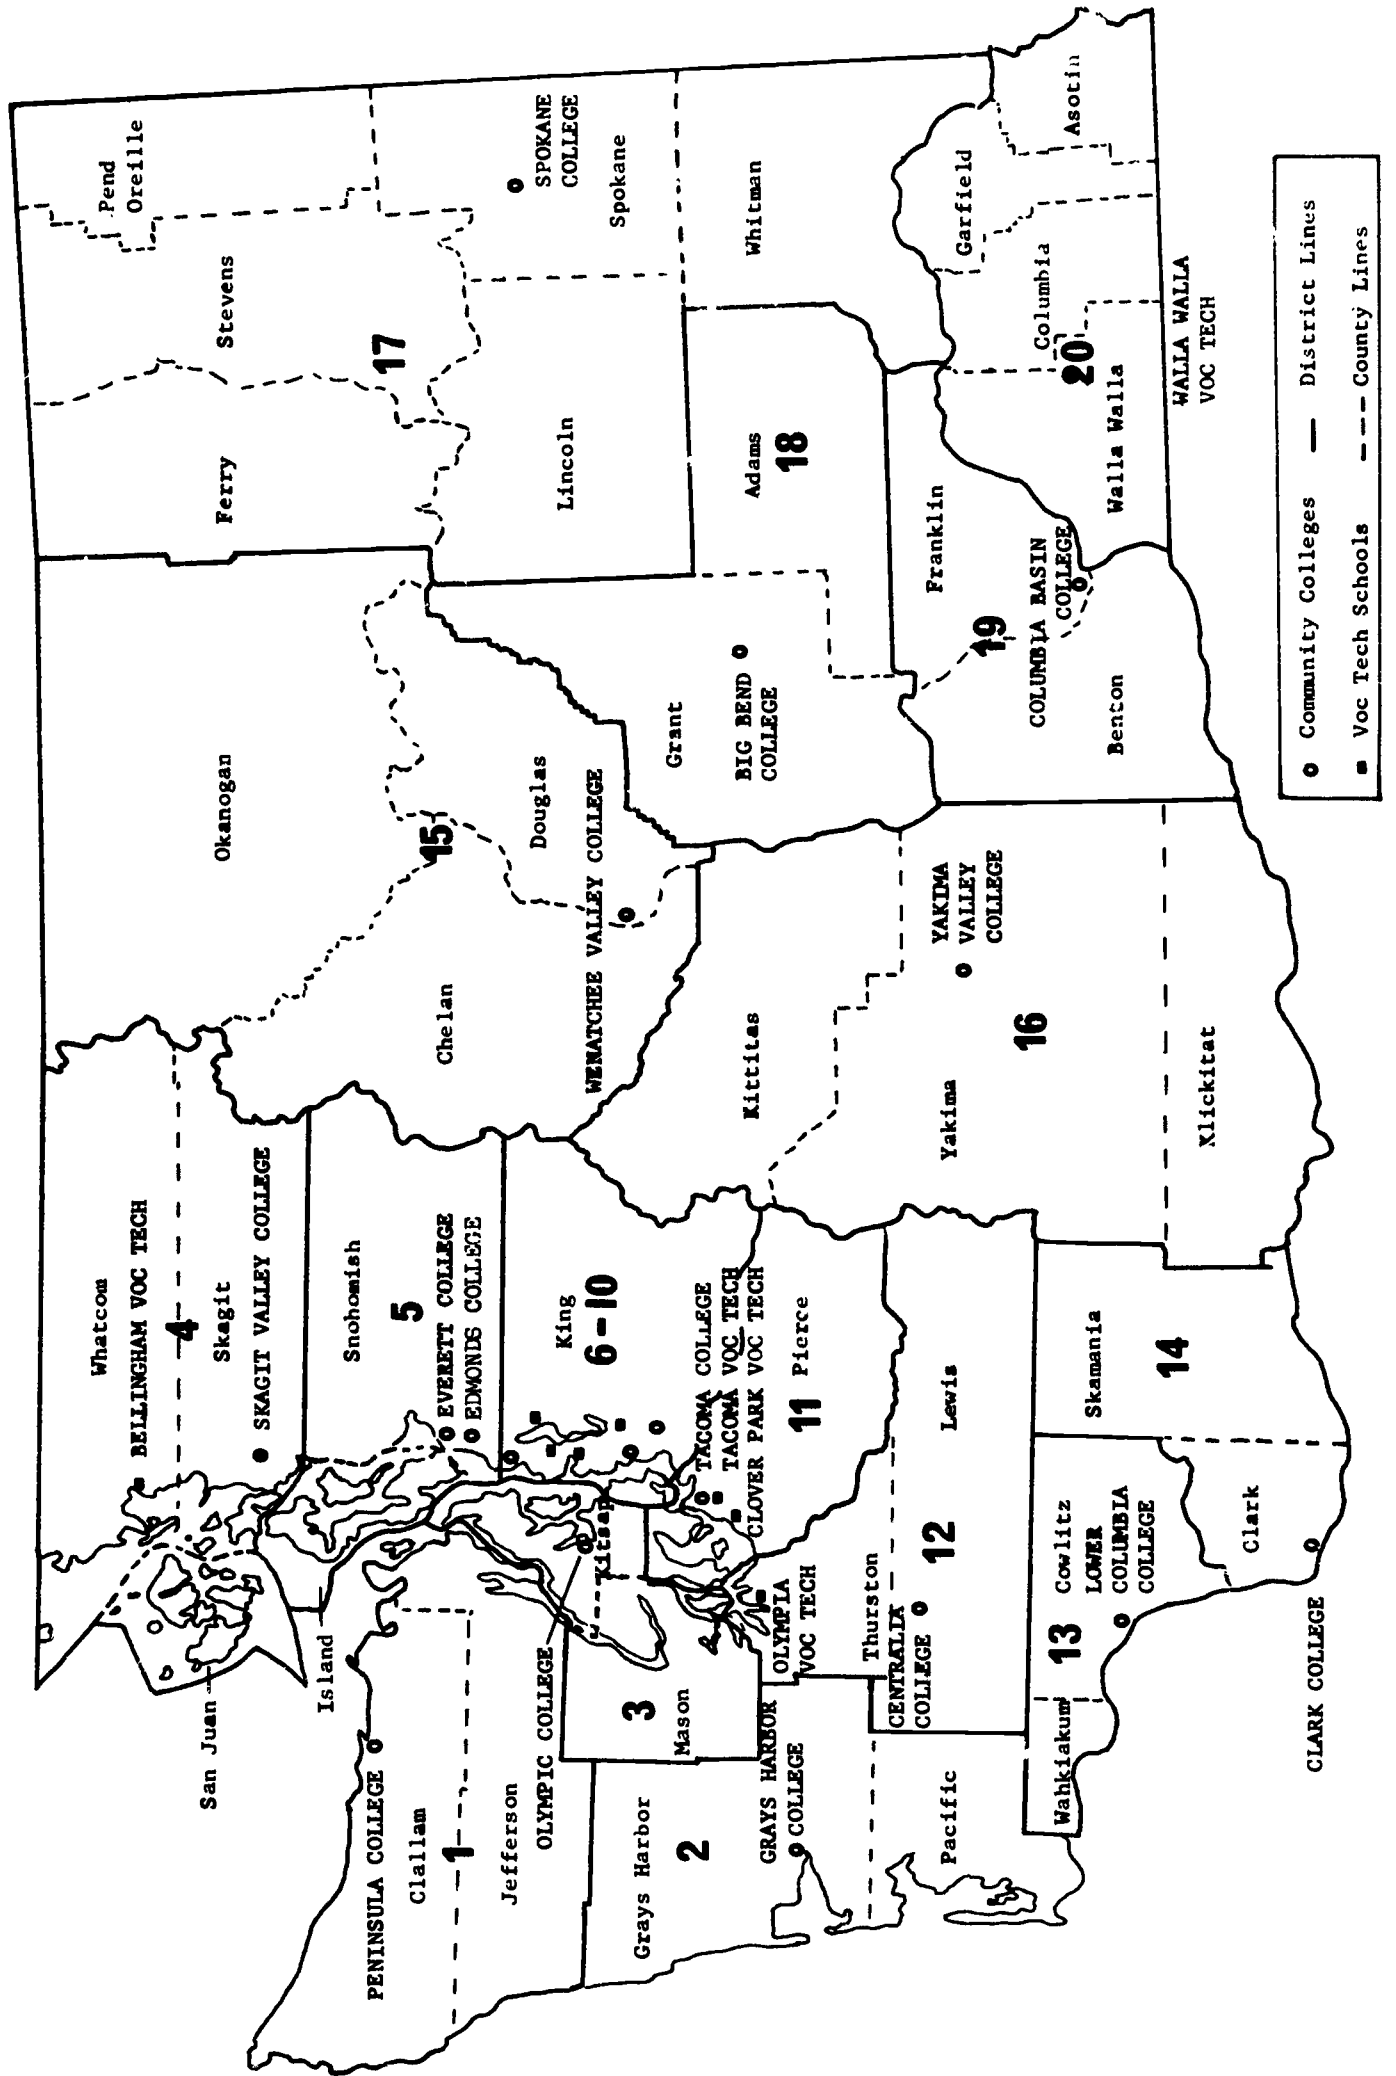 Whatcom
BELLINGHAM VOC TECH
4
Skagit
SKAGIT VALLEY COLLEGE
San Juan
Island
Snohomish
5
EVERETT COLLEGE
EDMONDS COLLEGE
PENINSULA COLLEGE
Clallam
1
Jefferson
OLYMPIC COLLEGE
Kitsap
King
6-10
3
Mason
Grays Harbor
2
GRAYS HARBOR
COLLEGE
TACOMA COLLEGE
TACOMA VOC TECH
CLOVER PARK VOC TECH
11
Pierce
OLYMPIA
VOC TECH
Thurston
CENTRALIA
COLLEGE
12
Lewis
Pacific
Wahkiakum
13
Cowlitz
LOWER
COLUMBIA
COLLEGE
Skamania
14
Clark
CLARK COLLEGE
Okanogan
15
Chelan
Douglas
WENATCHEE VALLEY COLLEGE
Kittitas
YAKIMA
VALLEY
COLLEGE
Yakima
16
Klickitat
Ferry
Stevens
Pend
Oreille
17
Lincoln
SPOKANE
COLLEGE
Spokane
Grant
BIG BEND
COLLEGE
Adams
18
Whitman
Franklin
19
COLUMBIA BASIN
COLLEGE
Benton
Walla Walla
20
Columbia
Garfield
Asotin
WALLA WALLA
VOC TECH
Community Colleges — District Lines
Voc Tech Schools --- County Lines